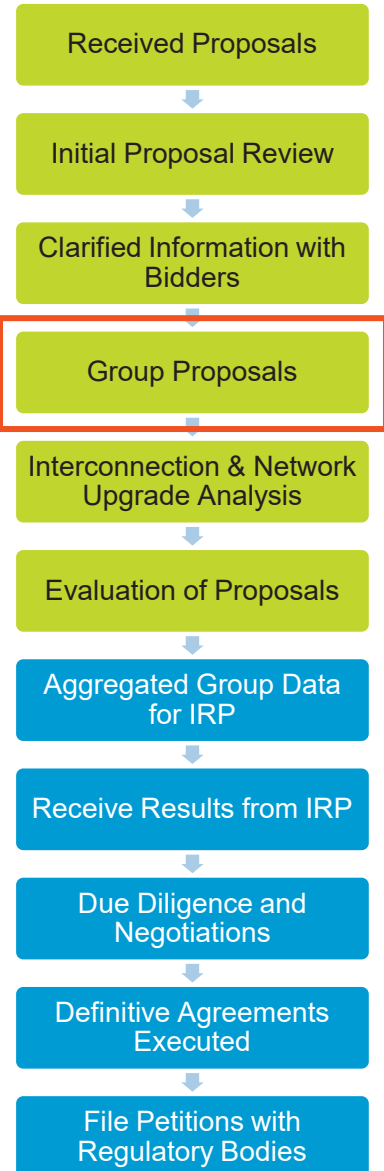 Received Proposals
Initial Proposal Review
Clarified Information with
Bidders
Group Proposals
Interconnection & Network
Upgrade Analysis
Evaluation of Proposals
Aggregated Group Data
for IRP
Receive Results from IRP
Due Diligence and
Negotiations
Definitive Agreements
Executed
File Petitions with
Regulatory Bodies